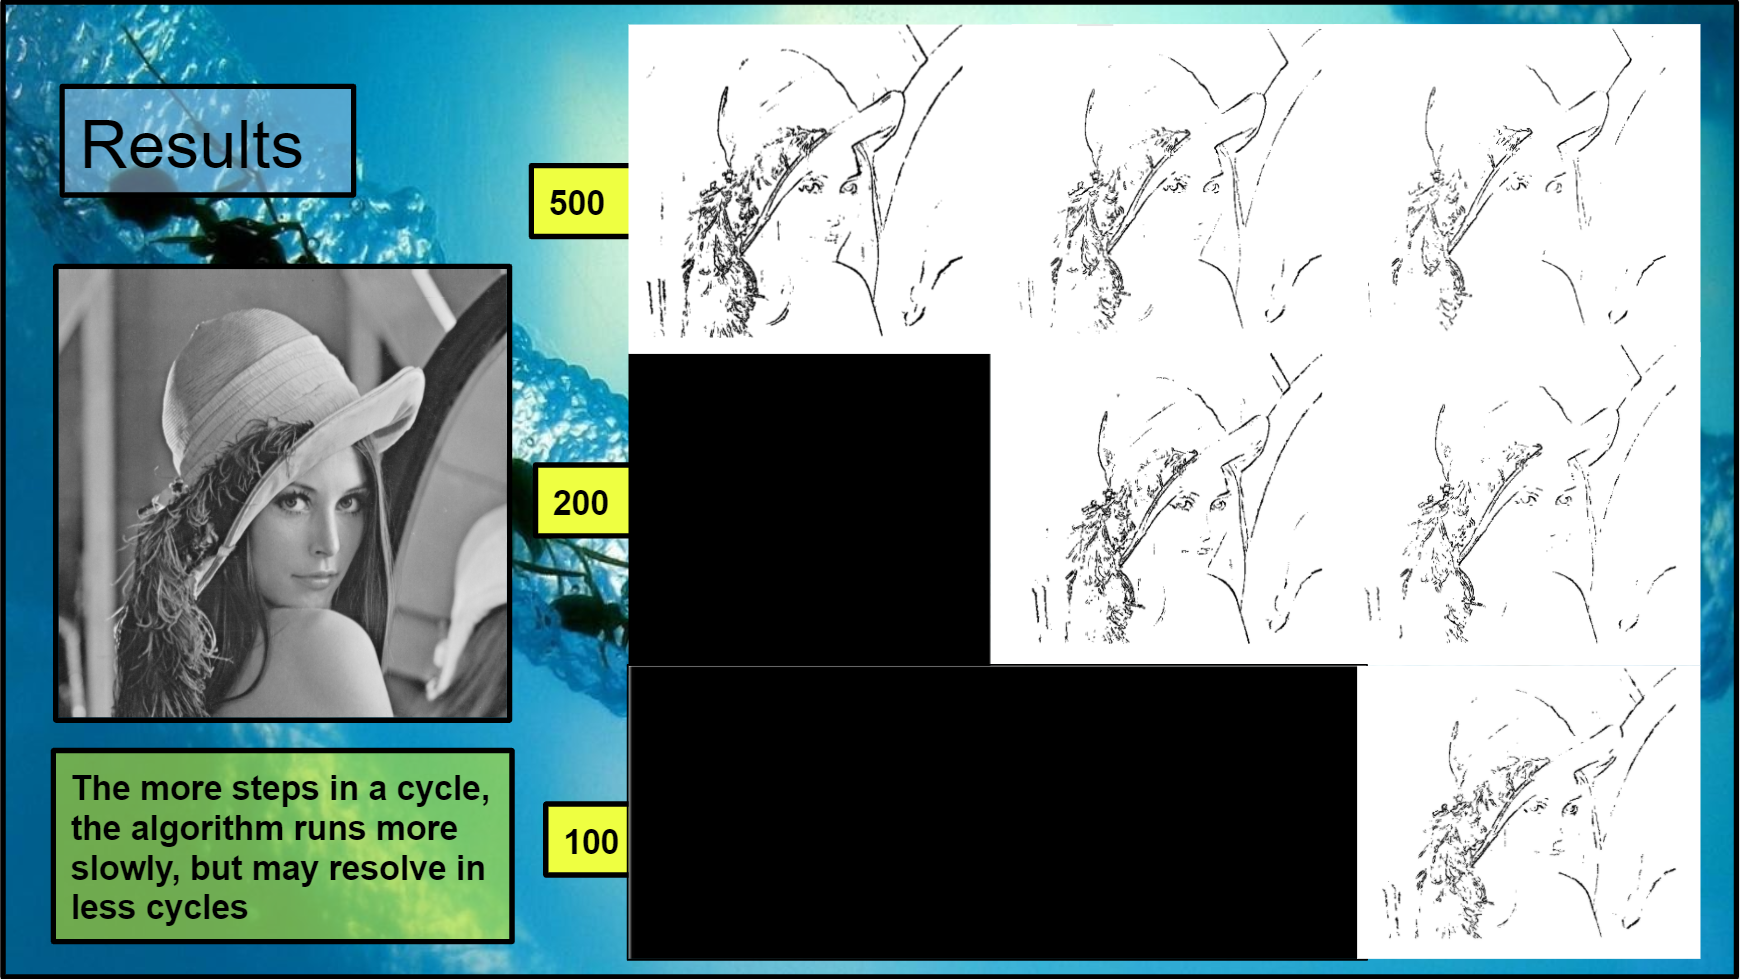 Results
500
200
100
The more steps in a cycle,
the algorithm runs more
slowly, but may resolve in
less cycles